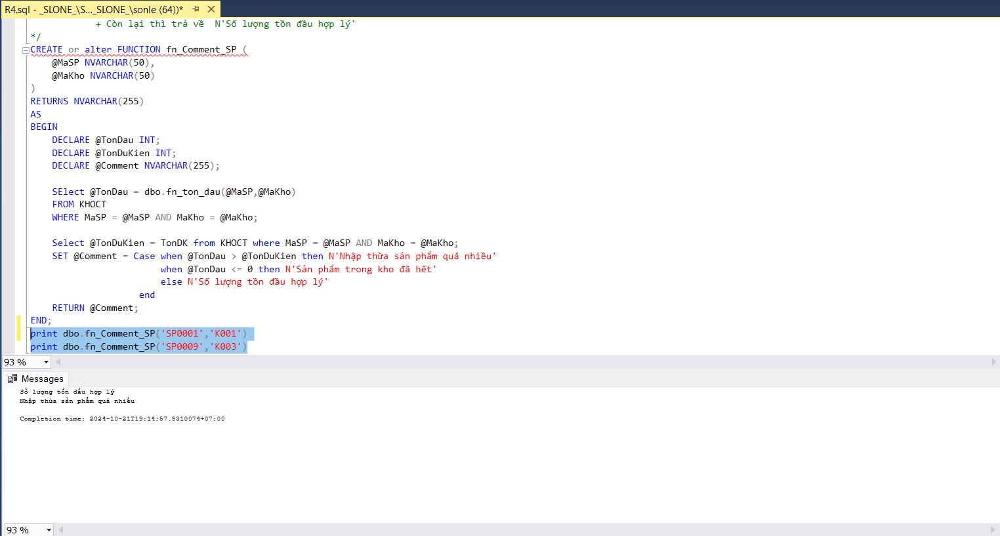 R4.sql - _SLONE_\S..._SLONE_\sonle (64))*
+ Còn lại thì trả về  N'Số lượng tồn đầu hợp lý'
*/
CREATE or alter FUNCTION fn_Comment_SP (
@MaSP NVARCHAR(50),
@MaKho NVARCHAR(50)
)
RETURNS NVARCHAR(255)
AS
BEGIN
DECLARE @TonDau INT;
DECLARE @TonDuKien INT;
DECLARE @Comment NVARCHAR(255);
SElect @TonDau = dbo.fn_ton_dau(@MaSP,@MaKho)
FROM KHOCT
WHERE MaSP = @MaSP AND MaKho = @MaKho;
Select @TonDuKien = TonDK from KHOCT where MaSP = @MaSP AND MaKho = @MaKho;
SET @Comment = Case when @TonDau > @TonDuKien then N'Nhập thừa sản phẩm quá nhiều'
when @TonDau <= 0 then N'Sản phẩm trong kho đã hết'
else N'Số lượng tồn đầu hợp lý'
end
RETURN @Comment;
END;
print dbo.fn_Comment_SP('SP0001','K001')
print dbo.fn_Comment_SP('SP0009','K003')
93 %
Messages
Số lượng tồn đầu hợp lý
Nhập thừa sản phẩm quá nhiều
Completion time: 2024-10-21T19:14:57.8310074+07:00
93 %